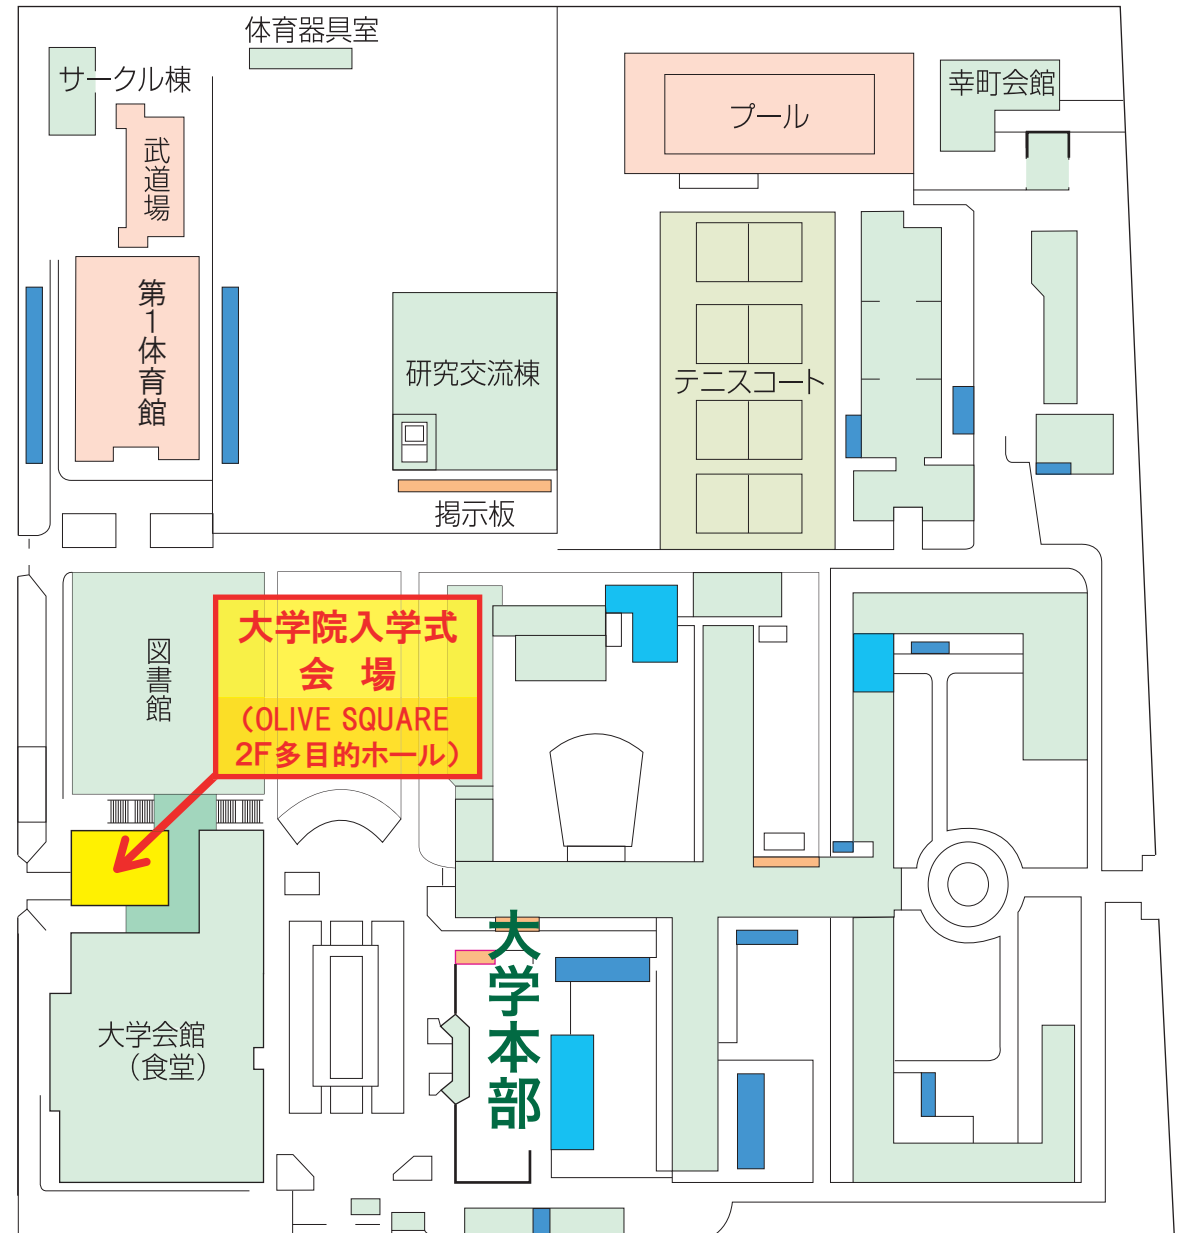 体育器具室
サークル棟
幸町会館
プール
武道場
第1体育館
研究交流棟
テニスコート
掲示板
大学院入学式
会 場
（OLIVE SQUARE
2F多目的ホール）
図書館
大学本部
大学会館
（食堂）